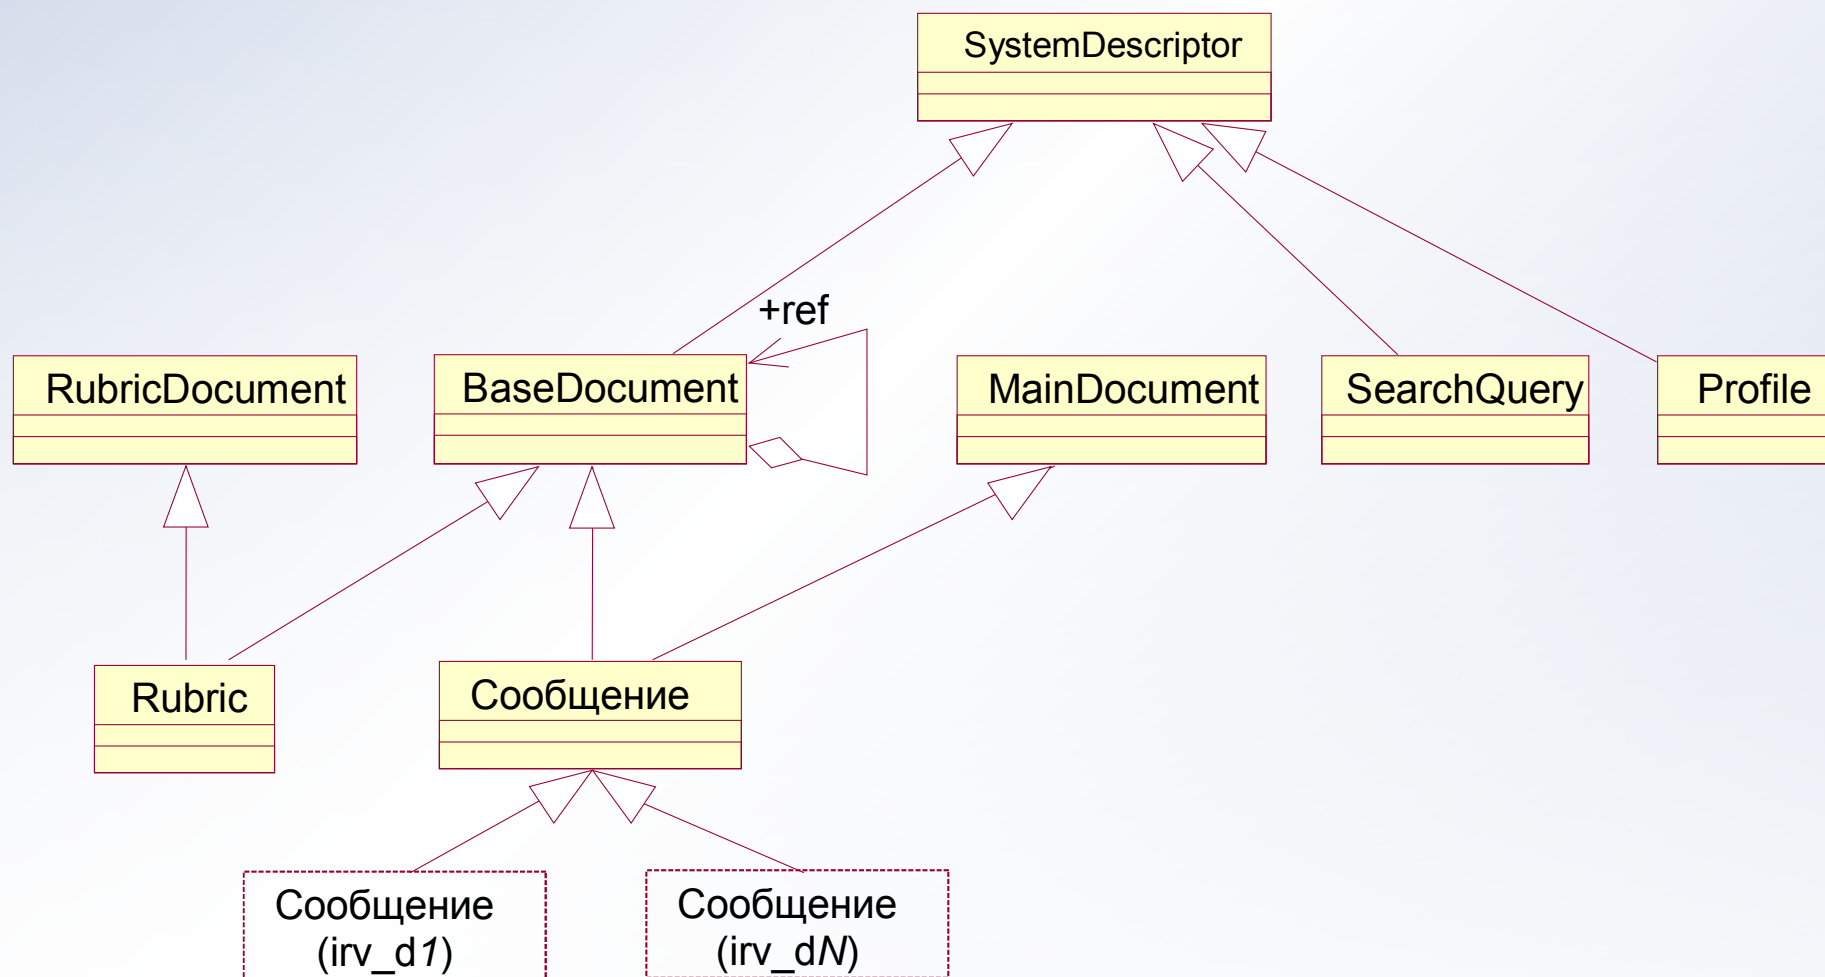 SystemDescriptor
+ref
RubricDocument
BaseDocument
MainDocument
SearchQuery
Profile
Rubric
Сообщение
Сообщение
(irv_d1)
Сообщение
(irv_dN)